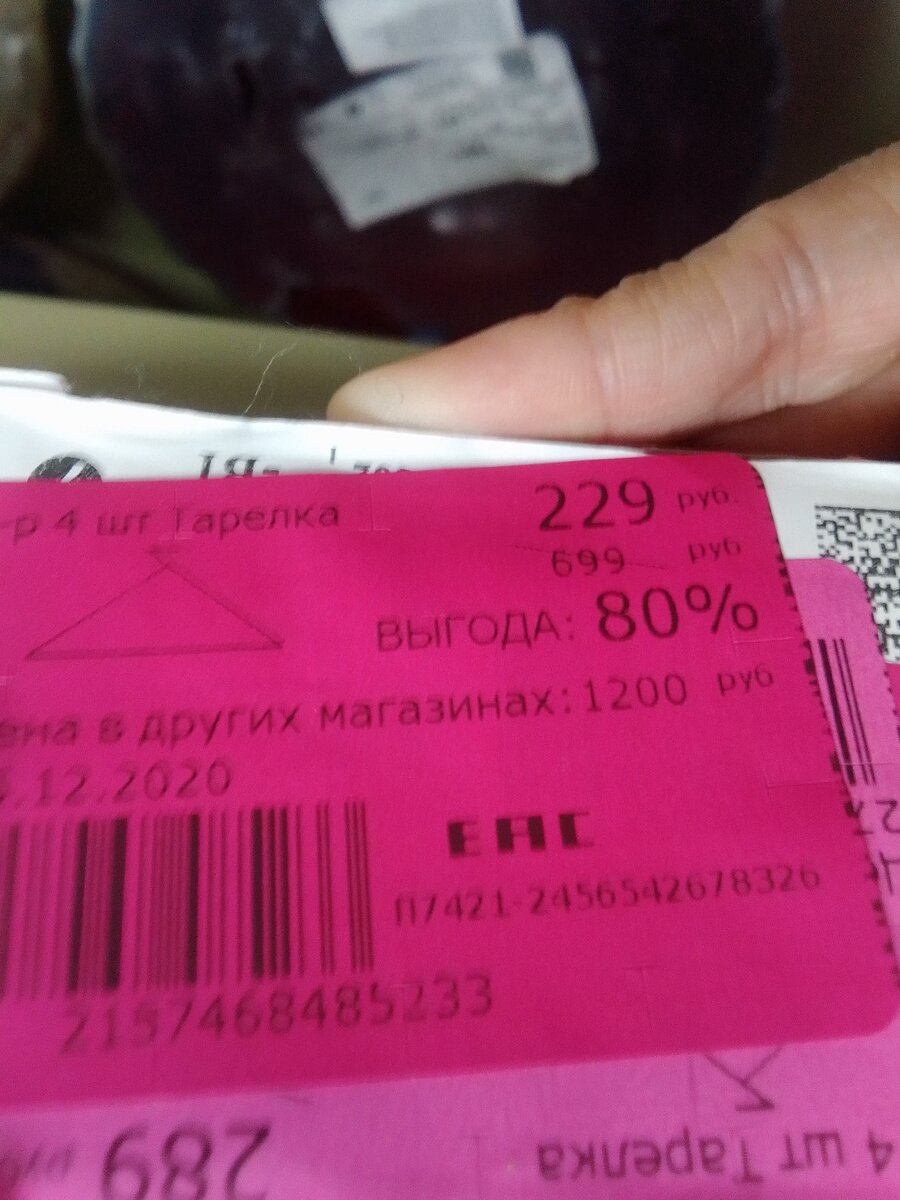 -р 4 шт Тарелка
229 руб.
699 руб
ВЫГОДА: 80%
ена в других магазинах: 1200 руб
.12.2020
ЕАС
П7421-2456542678326
2157468485233
289 руб
4 шт Тарелка